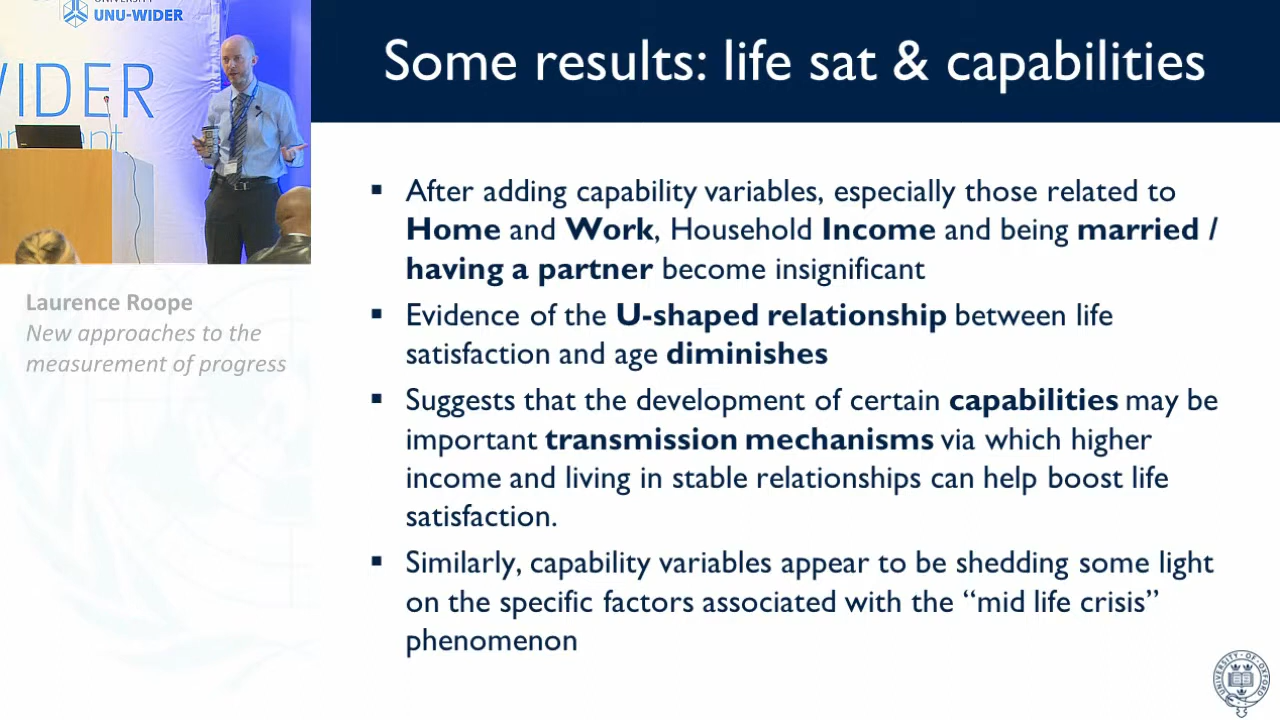 UNIVERSITY
UNU-WIDER
WIDER
Some results: life sat & capabilities
▪ After adding capability variables, especially those related to
Home and Work, Household Income and being married /
having a partner become insignificant
▪ Evidence of the U-shaped relationship between life
satisfaction and age diminishes
▪ Suggests that the development of certain capabilities may be
important transmission mechanisms via which higher
income and living in stable relationships can help boost life
satisfaction.
▪ Similarly, capability variables appear to be shedding some light
on the specific factors associated with the “mid life crisis”
phenomenon
Laurence Roope
New approaches to the
measurement of progress
UNIVERSITY OF OXFORD